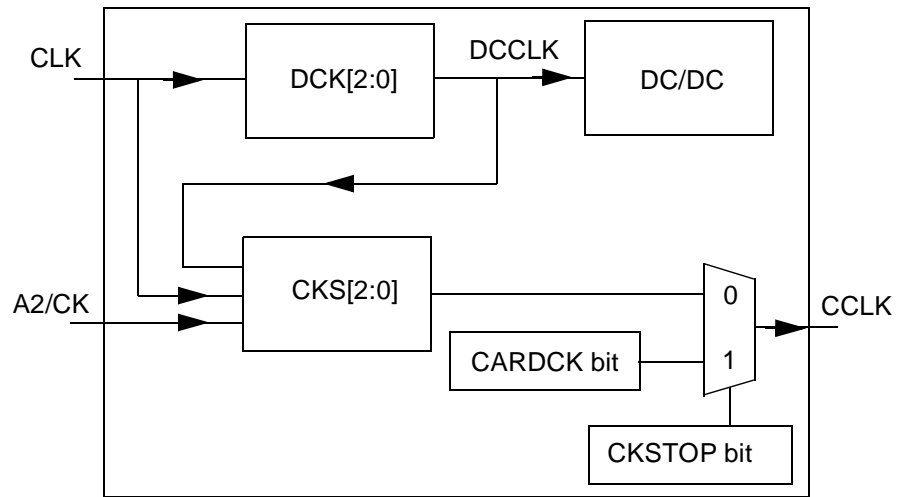 CLK
DCK[2:0]
DCCLK
DC/DC
A2/CK
CKS[2:0]
0
CCLK
CARDCK bit
1
CKSTOP bit